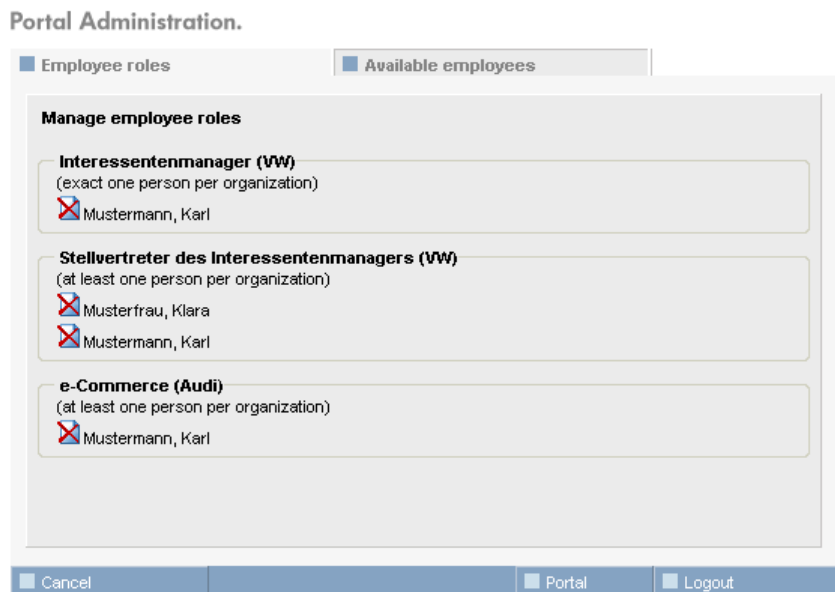 Portal Administration.
Employee roles
Available employees
Manage employee roles
Interessentenmanager (VW)
(exact one person per organization)
Mustermann, Karl
Stellvertreter des Interessentenmanagers (VW)
(at least one person per organization)
Musterfrau, Klara
Mustermann, Karl
e-Commerce (Audi)
(at least one person per organization)
Mustermann, Karl
Cancel
Portal
Logout